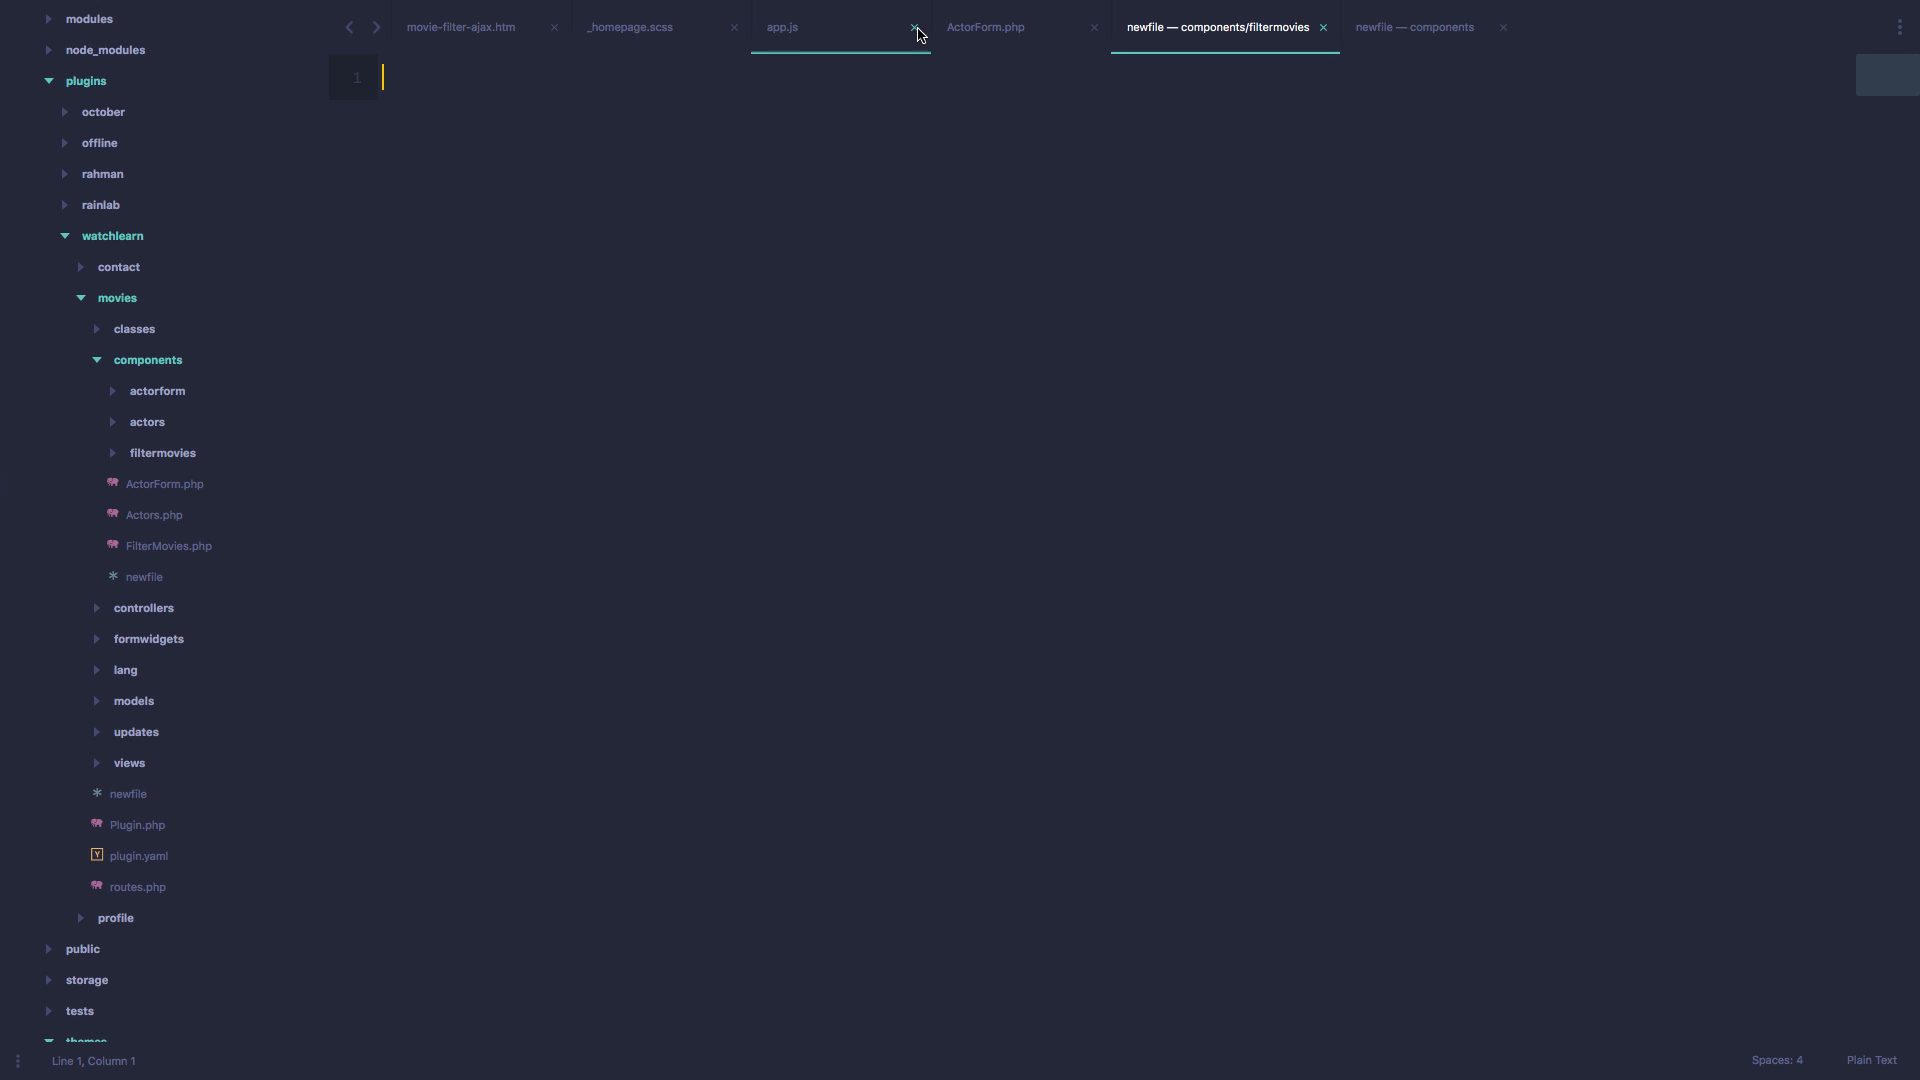 modules
node_modules
plugins
october
offline
rahman
rainlab
watchlearn
contact
movies
classes
components
actorform
actors
filtermovies
ActorForm.php
Actors.php
FilterMovies.php
newfile
controllers
formwidgets
lang
models
updates
views
newfile
Plugin.php
plugin.yaml
routes.php
profile
public
storage
tests
themes
movie-filter-ajax.htm
_homepage.scss
app.js
ActorForm.php
newfile — components/filtermovies
newfile — components
1
Line 1, Column 1
Spaces: 4
Plain Text